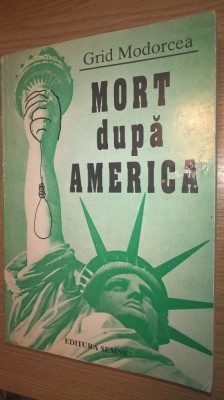 Grid Modorcea
MORT
după
AMERICA
EDITURA SEMNE